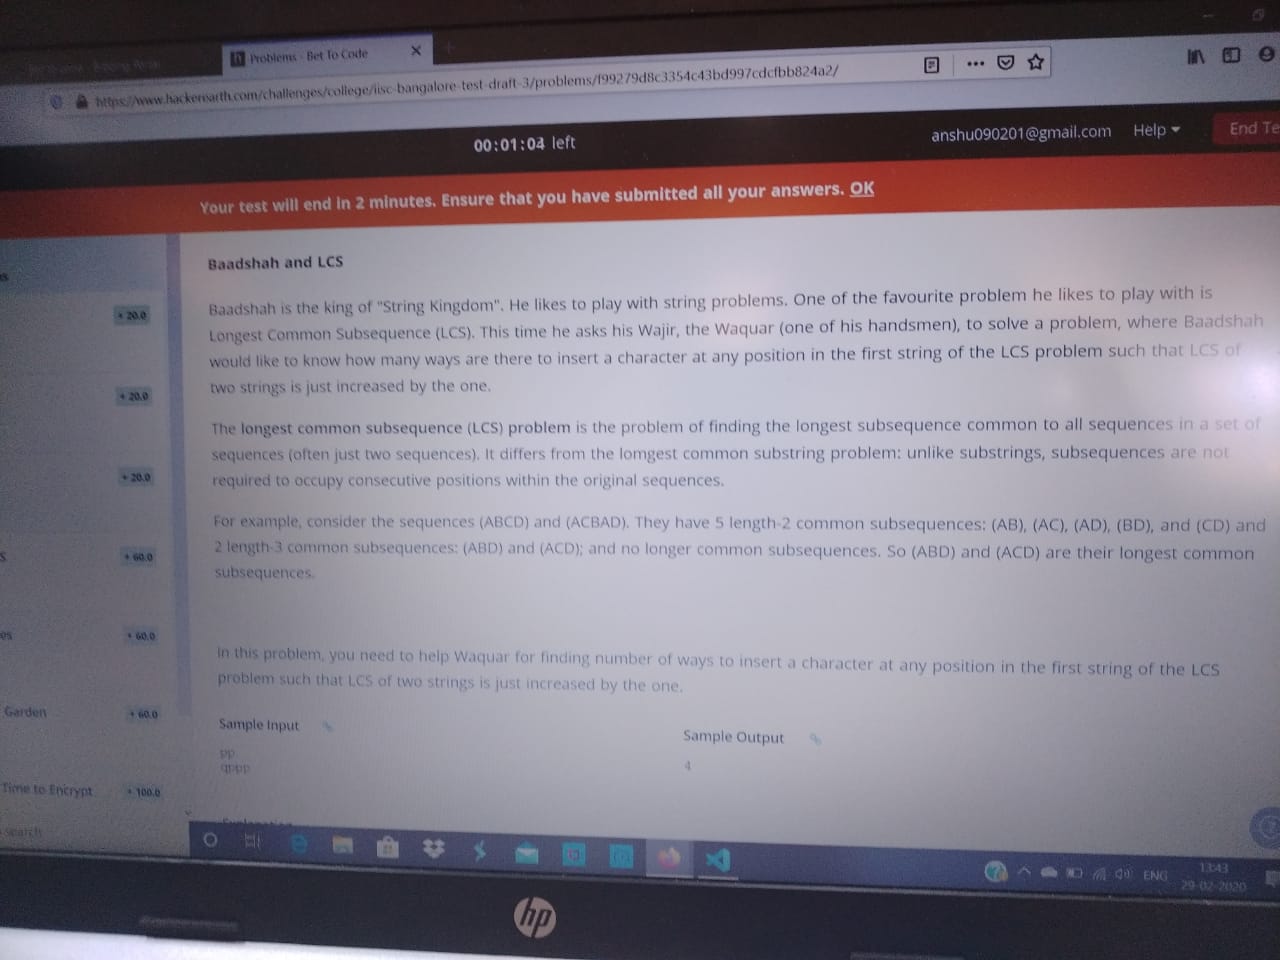 Problems - Bet To Code
https://www.hackerearth.com/challenges/college/iisc-bangalore-test-draft-3/problems/f99279d8c3354c43bd997cdcfbb824a2/
00:01:04 left
anshu090201@gmail.com
Help
End Te
Your test will end in 2 minutes. Ensure that you have submitted all your answers. OK
s
+ 20.0
+ 20.0
+ 20.0
s
+ 60.0
es
+ 60.0
Garden
+ 60.0
Time to Encrypt
+ 100.0
search
Baadshah and LCS
Baadshah is the king of "String Kingdom". He likes to play with string problems. One of the favourite problem he likes to play with is
Longest Common Subsequence (LCS). This time he asks his Wajir, the Waquar (one of his handsmen), to solve a problem, where Baadshah
would like to know how many ways are there to insert a character at any position in the first string of the LCS problem such that LCS of
two strings is just increased by the one.
The longest common subsequence (LCS) problem is the problem of finding the longest subsequence common to all sequences in a set of
sequences (often just two sequences). It differs from the lomgest common substring problem: unlike substrings, subsequences are not
required to occupy consecutive positions within the original sequences.
For example, consider the sequences (ABCD) and (ACBAD). They have 5 length-2 common subsequences: (AB), (AC), (AD), (BD), and (CD) and
2 length-3 common subsequences: (ABD) and (ACD); and no longer common subsequences. So (ABD) and (ACD) are their longest common
subsequences.
In this problem, you need to help Waquar for finding number of ways to insert a character at any position in the first string of the LCS
problem such that LCS of two strings is just increased by the one.
Sample Input
pp
qppp
Sample Output
4
ENG
13:43
29-02-2020
hp